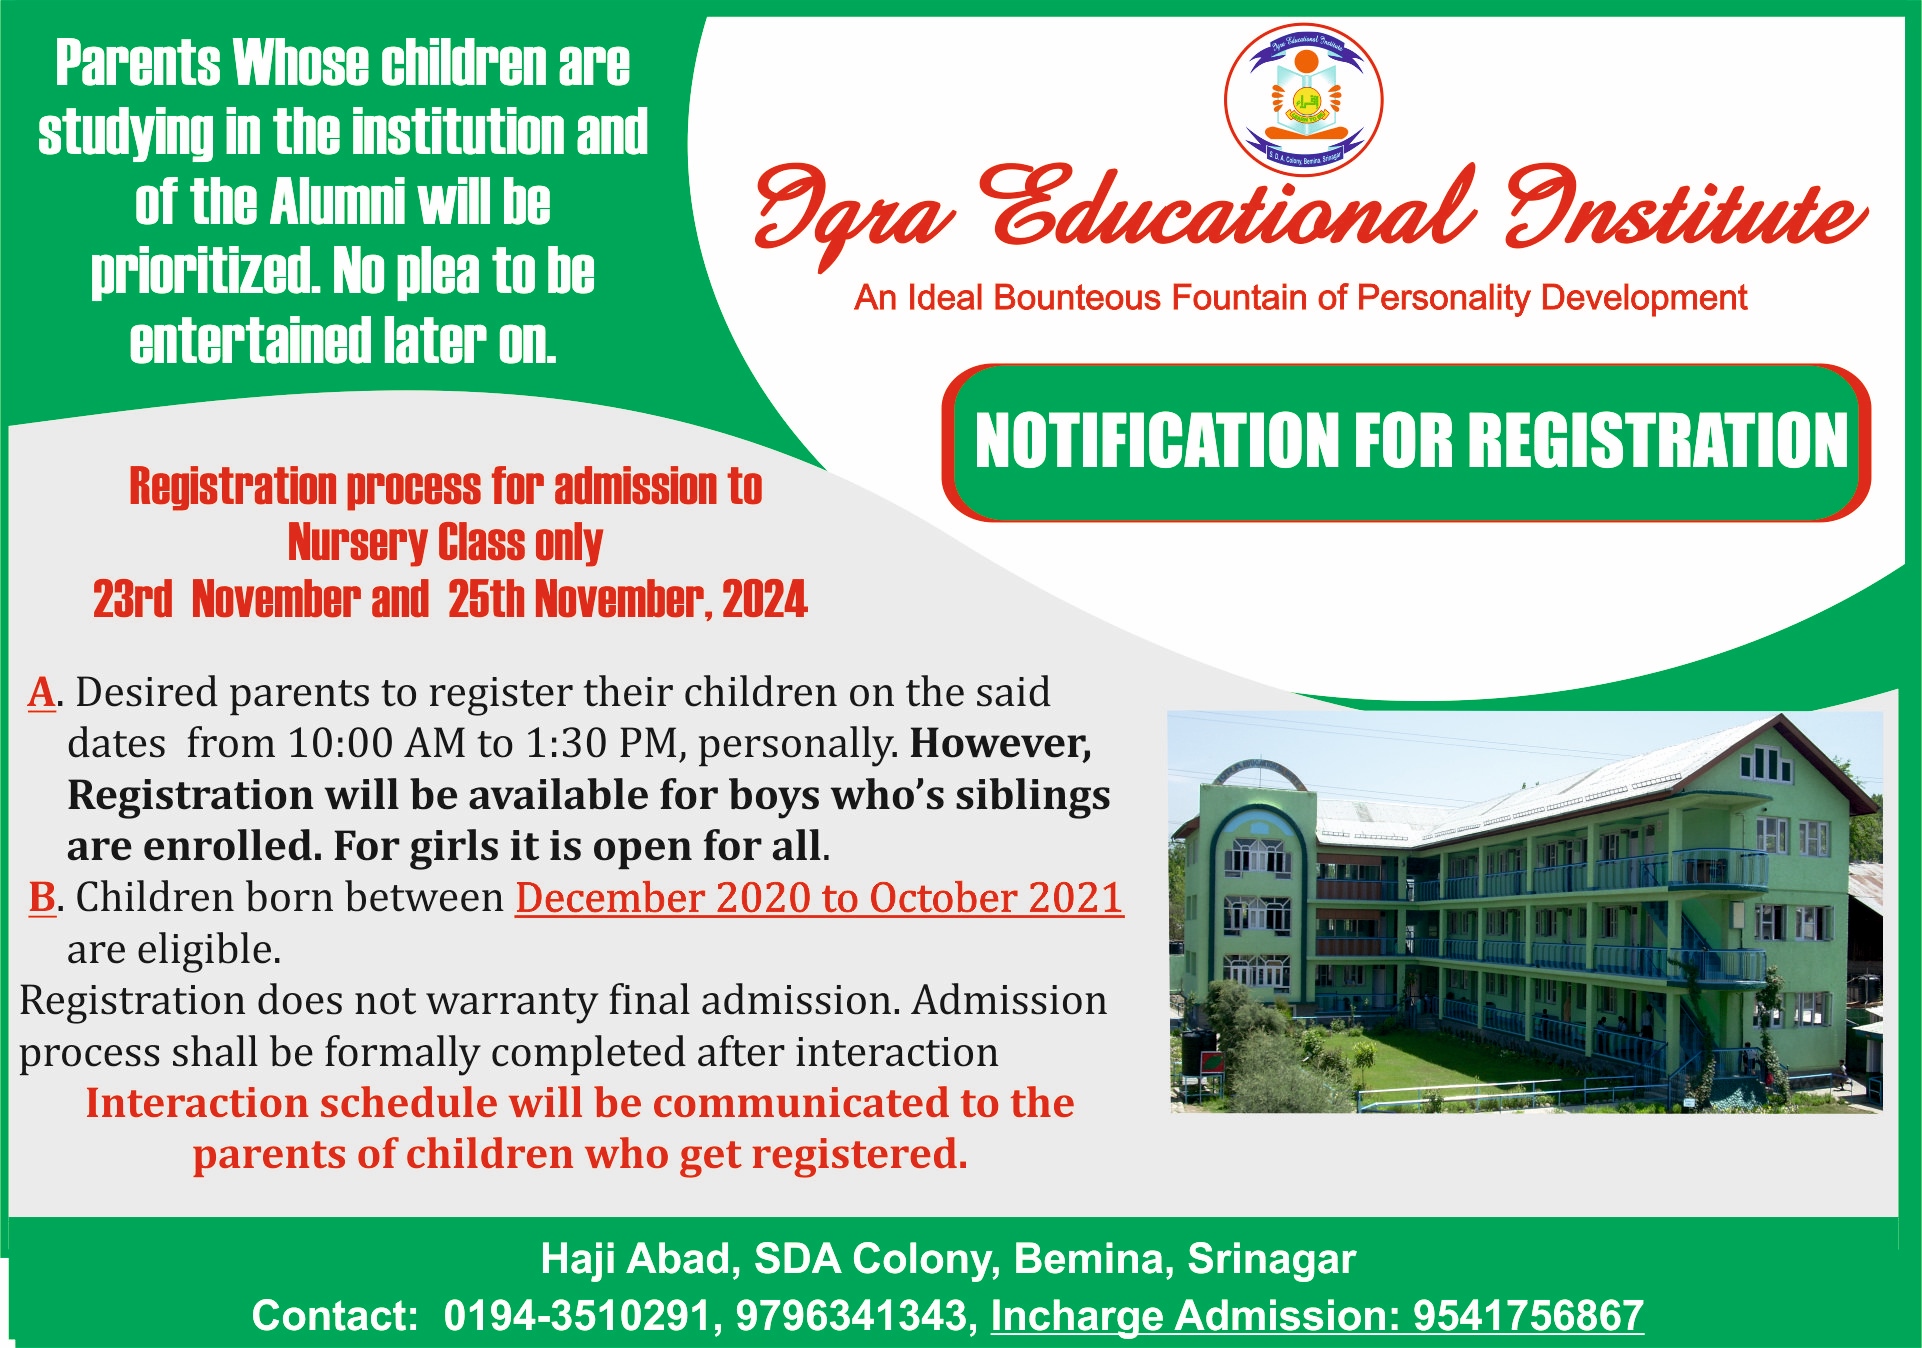 Parents Whose children are
studying in the institution and
of the Alumni will be
prioritized. No plea to be
entertained later on.
Iqra Educational Institute
S. D. A. Colony, Bemina, Srinagar
Iqra Educational Institute
An Ideal Bounteous Fountain of Personality Development
NOTIFICATION FOR REGISTRATION
Registration process for admission to
Nursery Class only
23rd November and 25th November, 2024
A. Desired parents to register their children on the said
dates from 10:00 AM to 1:30 PM, personally. However,
Registration will be available for boys who’s siblings
are enrolled. For girls it is open for all.
B. Children born between December 2020 to October 2021
are eligible.
Registration does not warranty final admission. Admission
process shall be formally completed after interaction
Interaction schedule will be communicated to the
parents of children who get registered.
Haji Abad, SDA Colony, Bemina, Srinagar
Contact: 0194-3510291, 9796341343, Incharge Admission: 9541756867